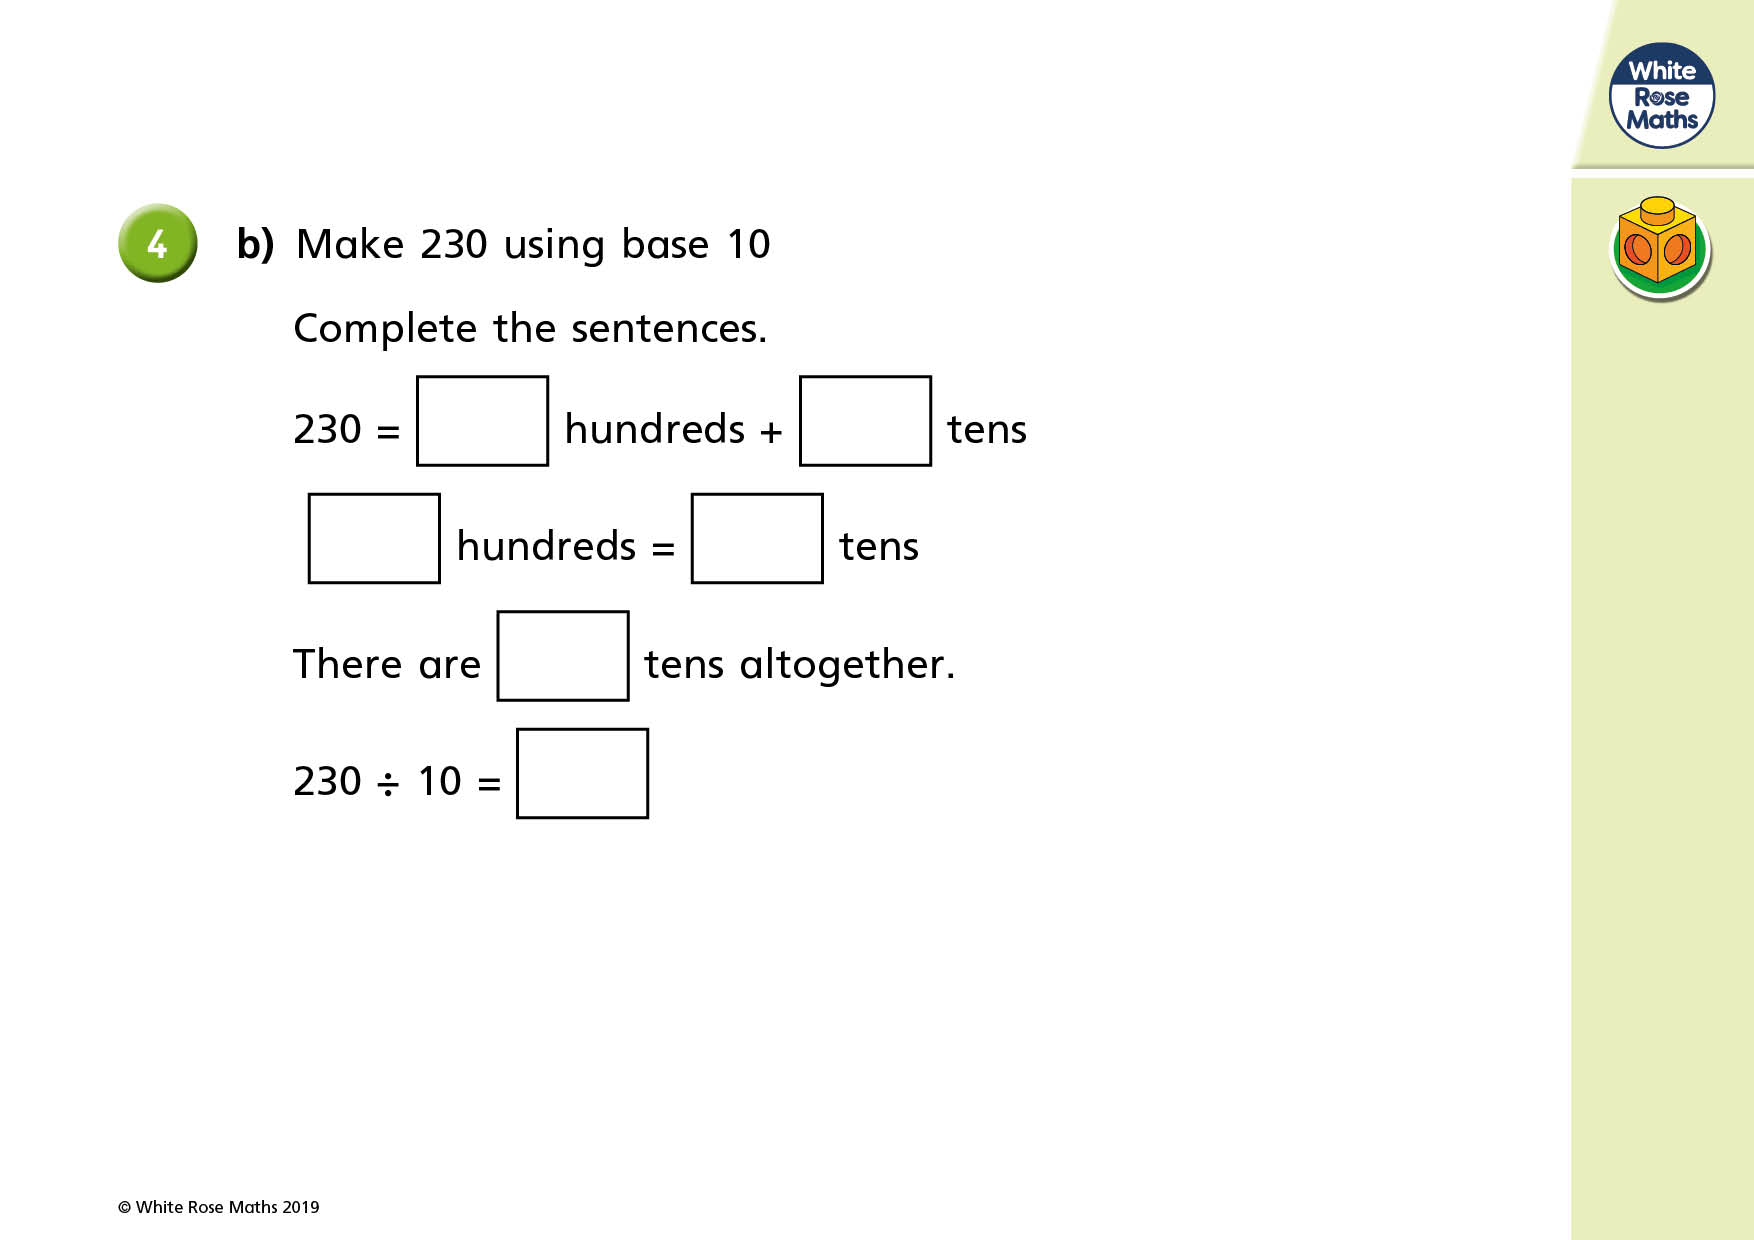 White
Rose
Maths
4 b) Make 230 using base 10
Complete the sentences.
230 = hundreds + tens
hundreds = tens
There are tens altogether.
230 ÷ 10 =
© White Rose Maths 2019